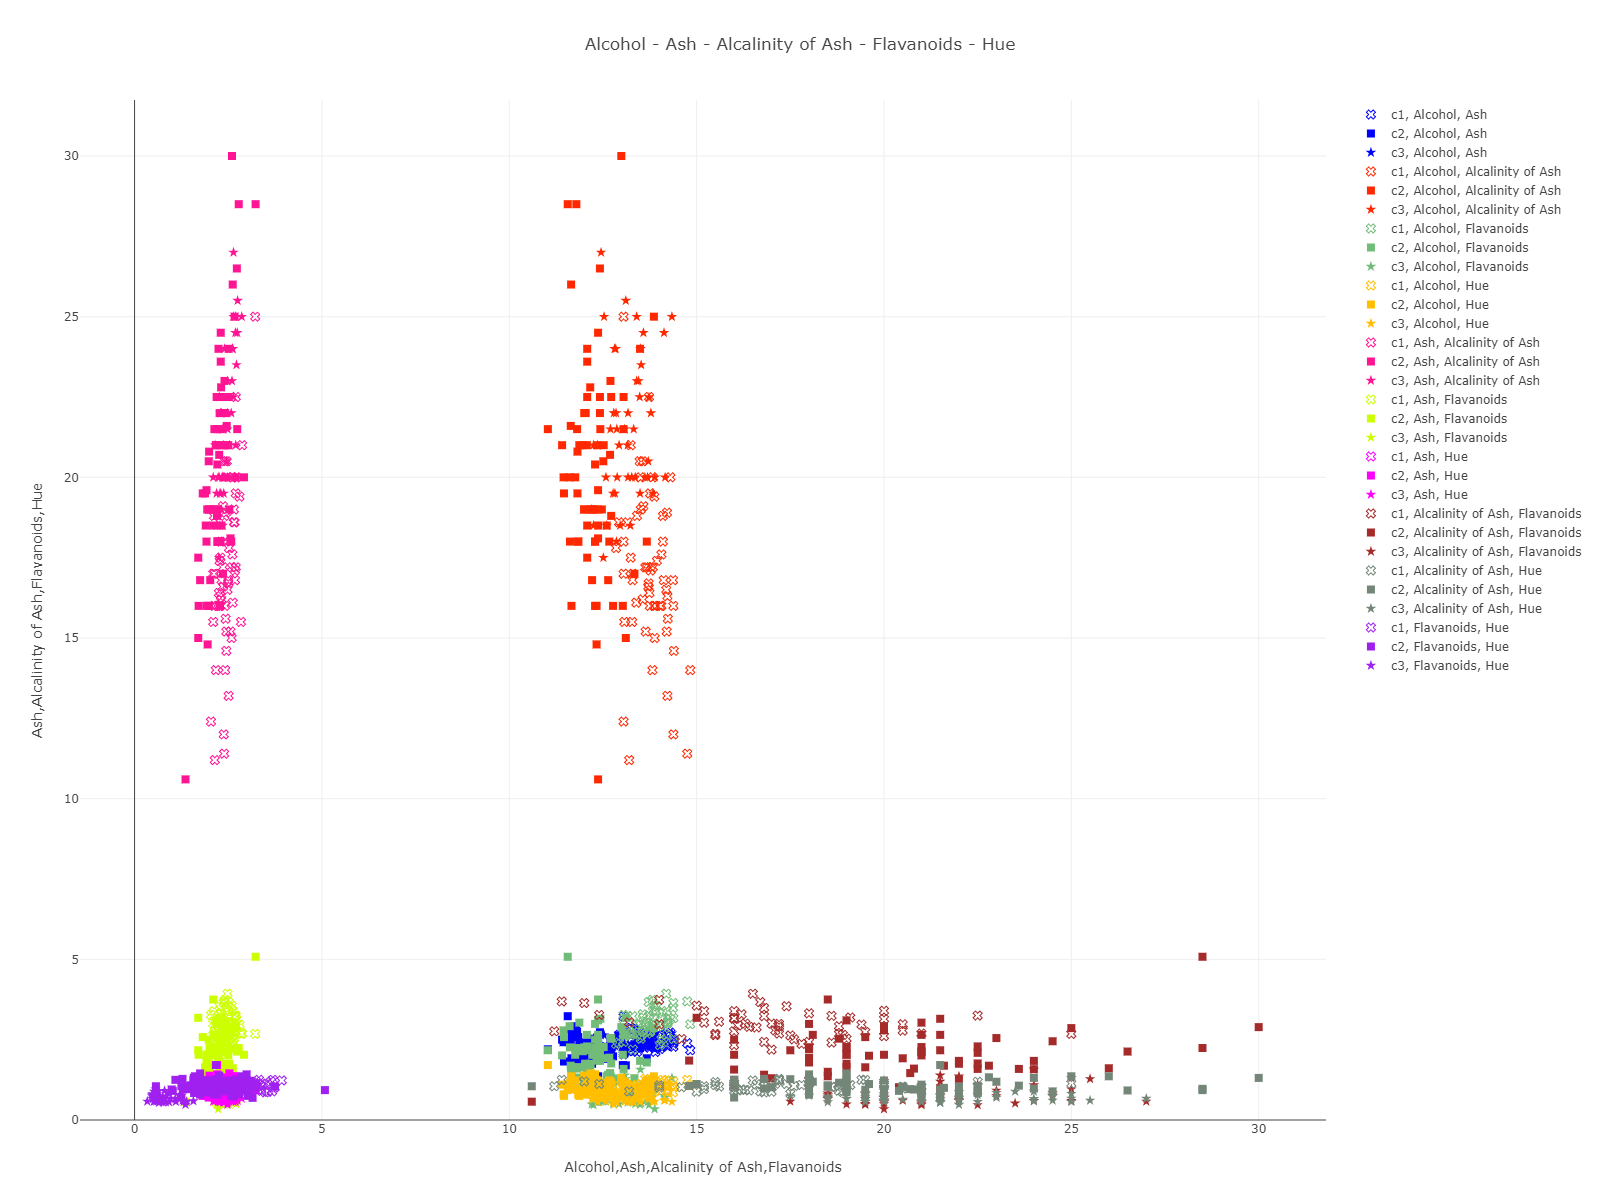 Alcohol - Ash - Alcalinity of Ash - Flavanoids - Hue
Ash,Alcalinity of Ash,Flavanoids,Hue
30
25
20
15
10
5
0
0 5 10 15 20 25 30
Alcohol,Ash,Alcalinity of Ash,Flavanoids
c1, Alcohol, Ash
c2, Alcohol, Ash
c3, Alcohol, Ash
c1, Alcohol, Alcalinity of Ash
c2, Alcohol, Alcalinity of Ash
c3, Alcohol, Alcalinity of Ash
c1, Alcohol, Flavanoids
c2, Alcohol, Flavanoids
c3, Alcohol, Flavanoids
c1, Alcohol, Hue
c2, Alcohol, Hue
c3, Alcohol, Hue
c1, Ash, Alcalinity of Ash
c2, Ash, Alcalinity of Ash
c3, Ash, Alcalinity of Ash
c1, Ash, Flavanoids
c2, Ash, Flavanoids
c3, Ash, Flavanoids
c1, Ash, Hue
c2, Ash, Hue
c3, Ash, Hue
c1, Alcalinity of Ash, Flavanoids
c2, Alcalinity of Ash, Flavanoids
c3, Alcalinity of Ash, Flavanoids
c1, Alcalinity of Ash, Hue
c2, Alcalinity of Ash, Hue
c3, Alcalinity of Ash, Hue
c1, Flavanoids, Hue
c2, Flavanoids, Hue
c3, Flavanoids, Hue